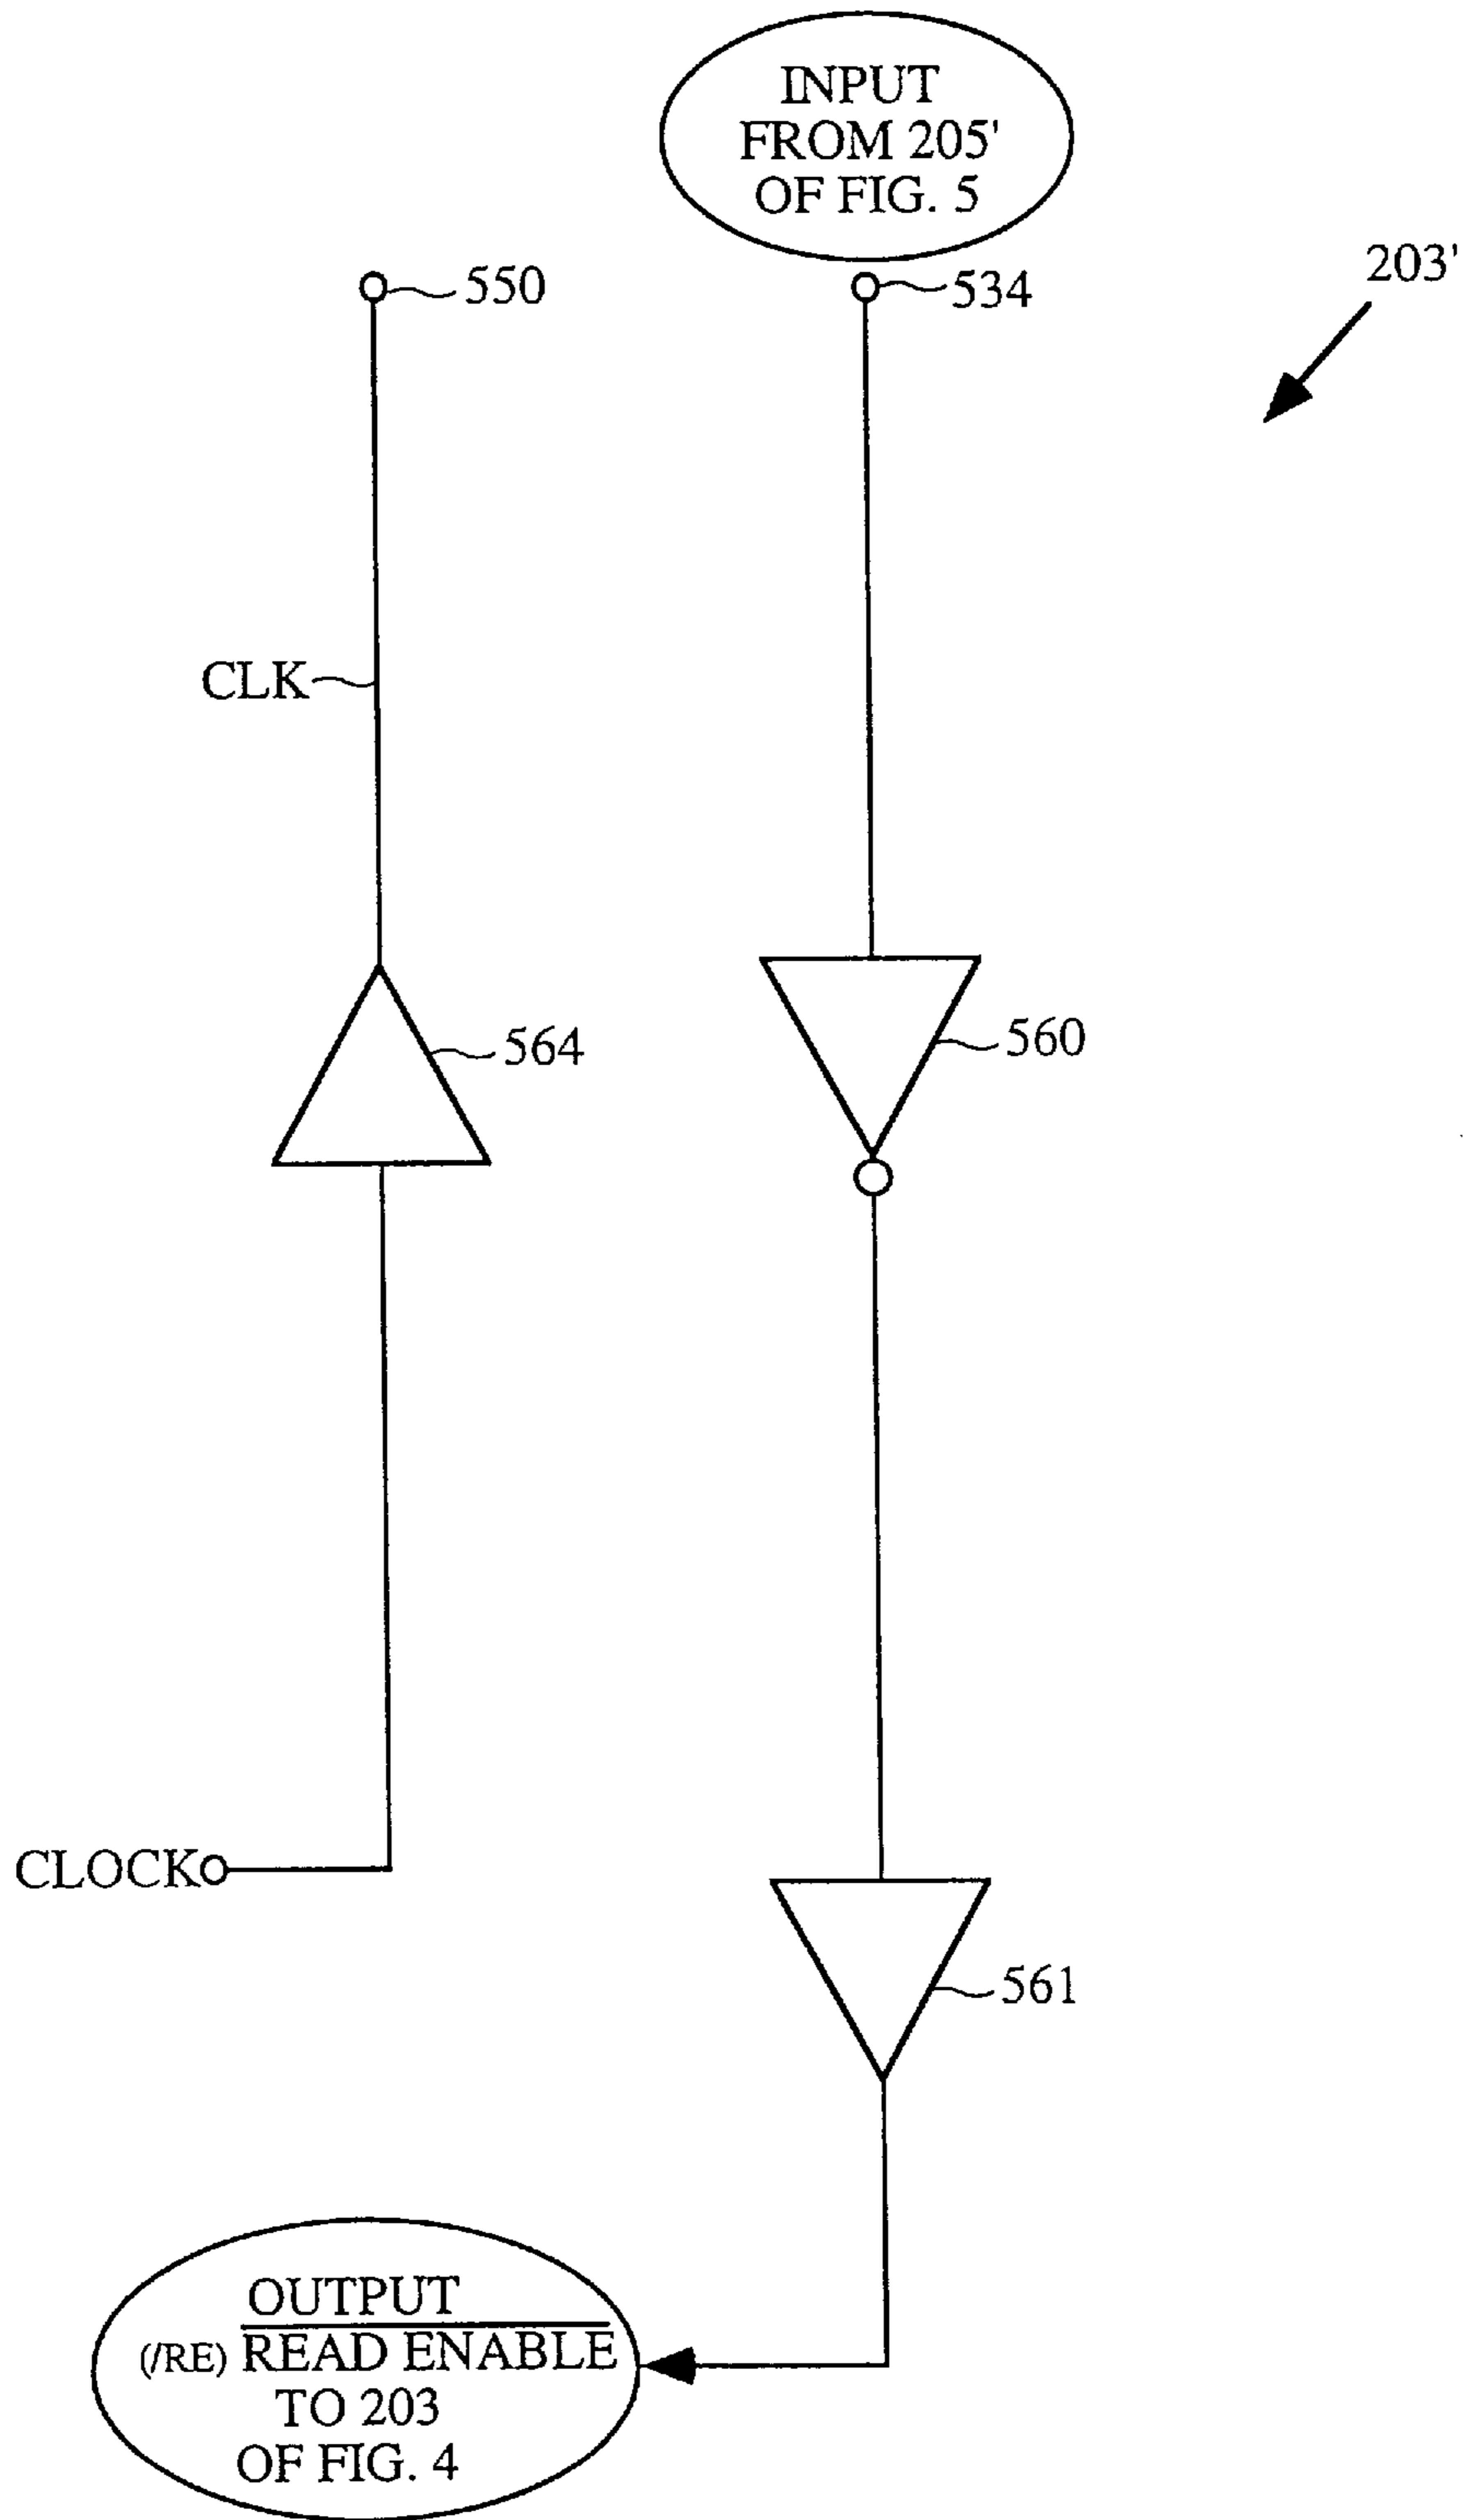 INPUT
FROM 205'
OF FIG. 5
203'
550
534
CLK
564
560
CLOCK
561
OUTPUT
(/RE) READ ENABLE
TO 203
OF FIG. 4